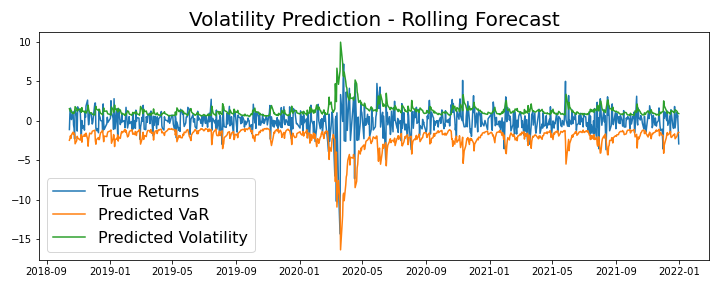 Volatility Prediction - Rolling Forecast
10
5
0
−5
−10
−15
True Returns
Predicted VaR
Predicted Volatility
2018-09 2019-01 2019-05 2019-09 2020-01 2020-05 2020-09 2021-01 2021-05 2021-09 2022-01